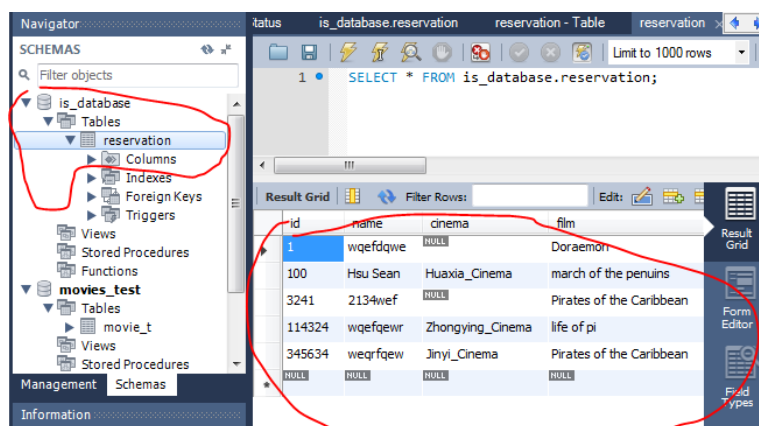 Navigator
SCHEMAS
Filter objects
is_database
Tables
reservation
Columns
Indexes
Foreign Keys
Triggers
Views
Stored Procedures
Functions
movies_test
Tables
movie_t
Views
Stored Procedures
Management Schemas
Information
tatus is_database.reservation reservation - Table reservation
Limit to 1000 rows
1 SELECT * FROM is_database.reservation;
Result Grid Filter Rows: Edit:
id name cinema film
1 wqefdqwe NULL Doraemon
100 Hsu Sean Huaxia_Cinema march of the penuins
3241 2134wef NULL Pirates of the Caribbean
114324 wqefqewr Zhongying_Cinema life of pi
345634 weqrfqew Jinyi_Cinema Pirates of the Caribbean
NULL NULL NULL NULL
Result
Grid
Form
Editor
Field
Types